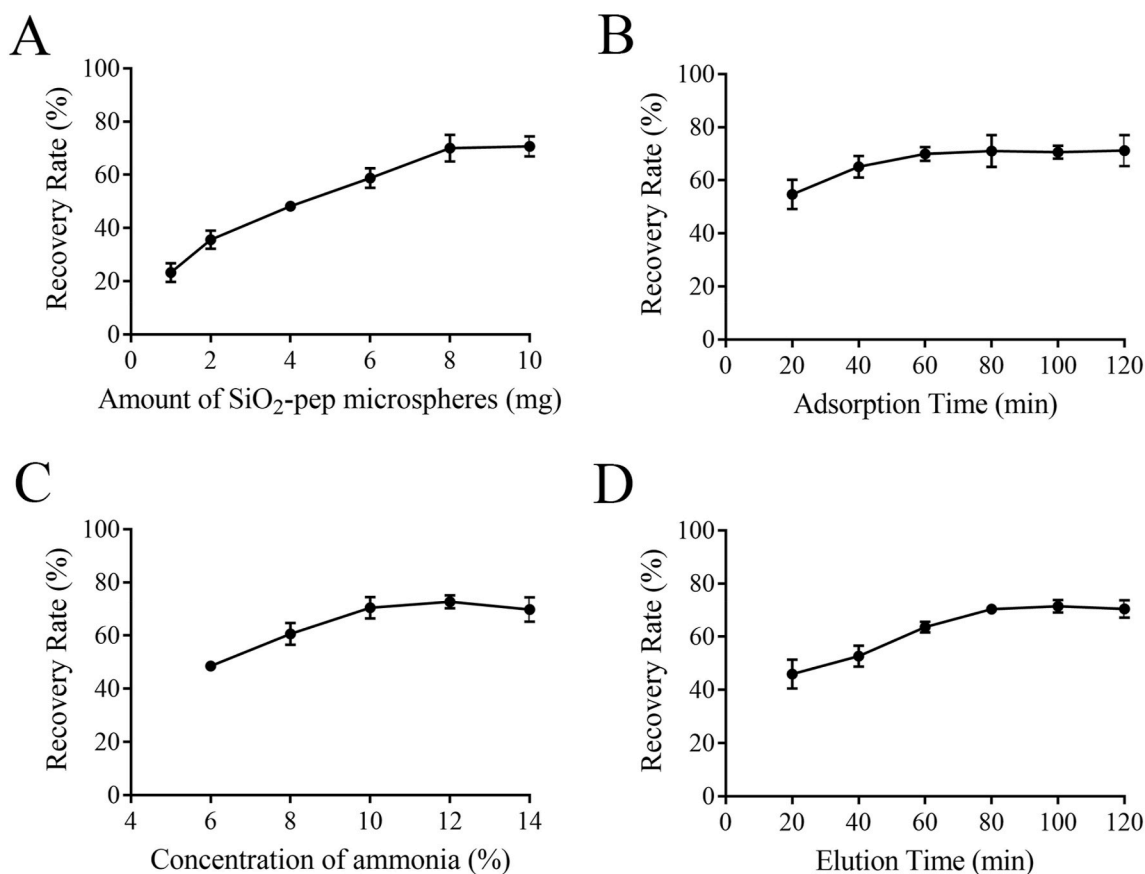 A
Recovery Rate (%)
100
80
60
40
20
0
0 2 4 6 8 10
Amount of SiO₂-pep microspheres (mg)
B
Recovery Rate (%)
100
80
60
40
20
0
0 20 40 60 80 100 120
Adsorption Time (min)
C
Recovery Rate (%)
100
80
60
40
20
0
4 6 8 10 12 14
Concentration of ammonia (%)
D
Recovery Rate (%)
100
80
60
40
20
0
0 20 40 60 80 100 120
Elution Time (min)